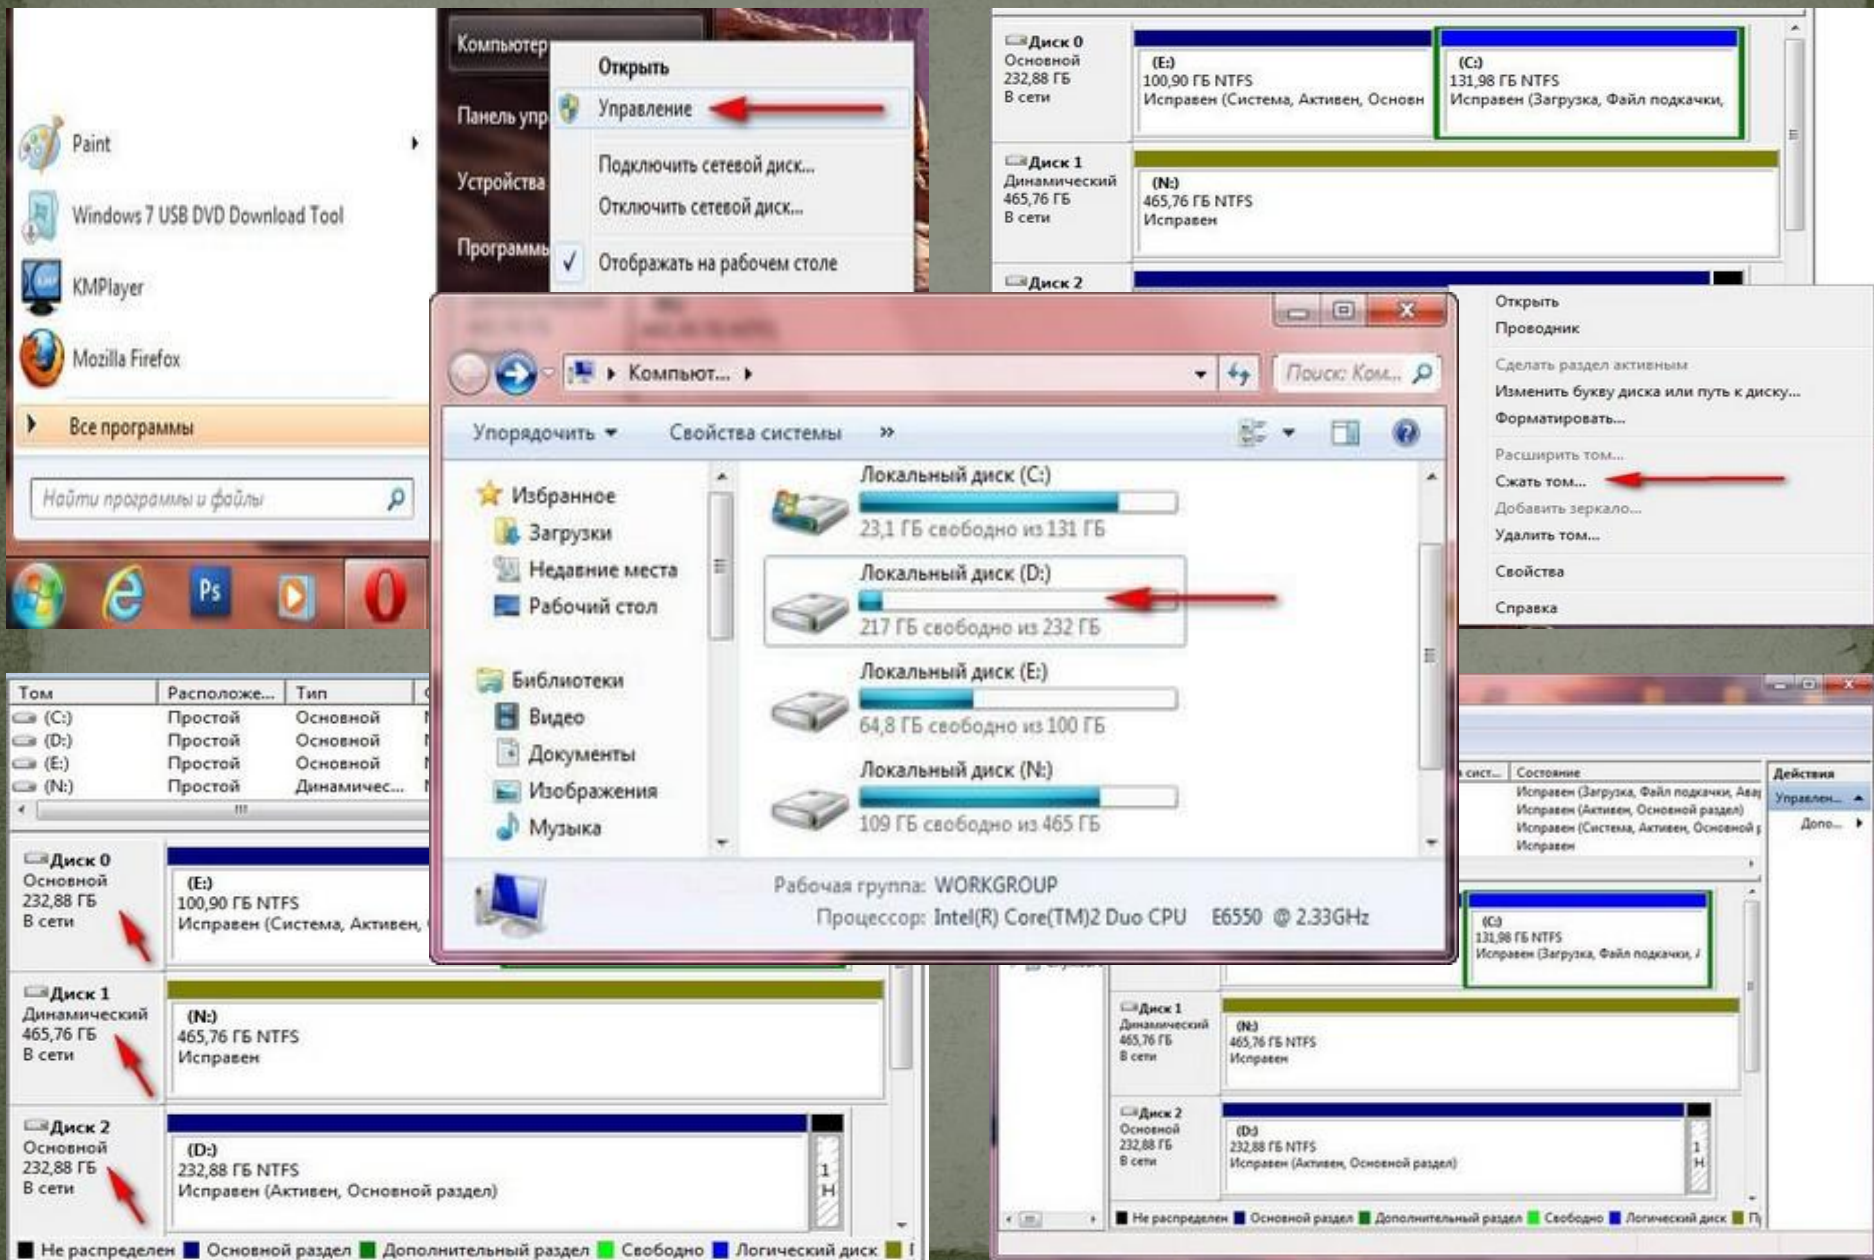 Paint
Windows 7 USB DVD Download Tool
KMPlayer
Mozilla Firefox
Все программы
Найти программы и файлы
Ps
Компьютер
Панель упр
Устройства
Программы
Открыть
Управление
Подключить сетевой диск...
Отключить сетевой диск...
Отображать на рабочем столе
Диск 0
Основной
232,88 ГБ
В сети
(E:)
100,90 ГБ NTFS
Исправен (Система, Активен, Основн
(C:)
131,98 ГБ NTFS
Исправен (Загрузка, Файл подкачки,
Диск 1
Динамический
465,76 ГБ
В сети
(N:)
465,76 ГБ NTFS
Исправен
Диск 2
Открыть
Проводник
Сделать раздел активным
Изменить букву диска или путь к диску...
Форматировать...
Расширить том...
Сжать том...
Добавить зеркало...
Удалить том...
Свойства
Справка
Компьют...
Поиск: Ком...
Упорядочить
Свойства системы
»
Избранное
Загрузки
Недавние места
Рабочий стол
Библиотеки
Видео
Документы
Изображения
Музыка
Локальный диск (C:)
23,1 ГБ свободно из 131 ГБ
Локальный диск (D:)
217 ГБ свободно из 232 ГБ
Локальный диск (E:)
64,8 ГБ свободно из 100 ГБ
Локальный диск (N:)
109 ГБ свободно из 465 ГБ
Рабочая группа: WORKGROUP
Процессор: Intel(R) Core(TM)2 Duo CPU E6550 @ 2.33GHz
Том Расположе... Тип
(C:) Простой Основной
(D:) Простой Основной
(E:) Простой Основной
(N:) Простой Динамичес...
Диск 0
Основной
232,88 ГБ
В сети
(E:)
100,90 ГБ NTFS
Исправен (Система, Активен,
Диск 1
Динамический
465,76 ГБ
В сети
(N:)
465,76 ГБ NTFS
Исправен
Диск 2
Основной
232,88 ГБ
В сети
(D:)
232,88 ГБ NTFS
Исправен (Активен, Основной раздел)
1
Н
Не распределен Основной раздел Дополнительный раздел Свободно Логический диск
сист... Состояние
Исправен (Загрузка, Файл подкачки, Авар
Исправен (Активен, Основной раздел)
Исправен (Система, Активен, Основной р
Исправен
Действия
Управлен...
Допо...
(C:)
131,98 ГБ NTFS
Исправен (Загрузка, Файл подкачки, А
Диск 1
Динамический
465,76 ГБ
В сети
(N:)
465,76 ГБ NTFS
Исправен
Диск 2
Основной
232,88 ГБ
В сети
(D:)
232,88 ГБ NTFS
Исправен (Активен, Основной раздел)
1
Н
Не распределен Основной раздел Дополнительный раздел Свободно Логический диск П